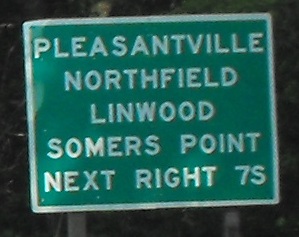 PLEASANTVILLE
NORTHFIELD
LINWOOD
SOMERS POINT
NEXT RIGHT 7S